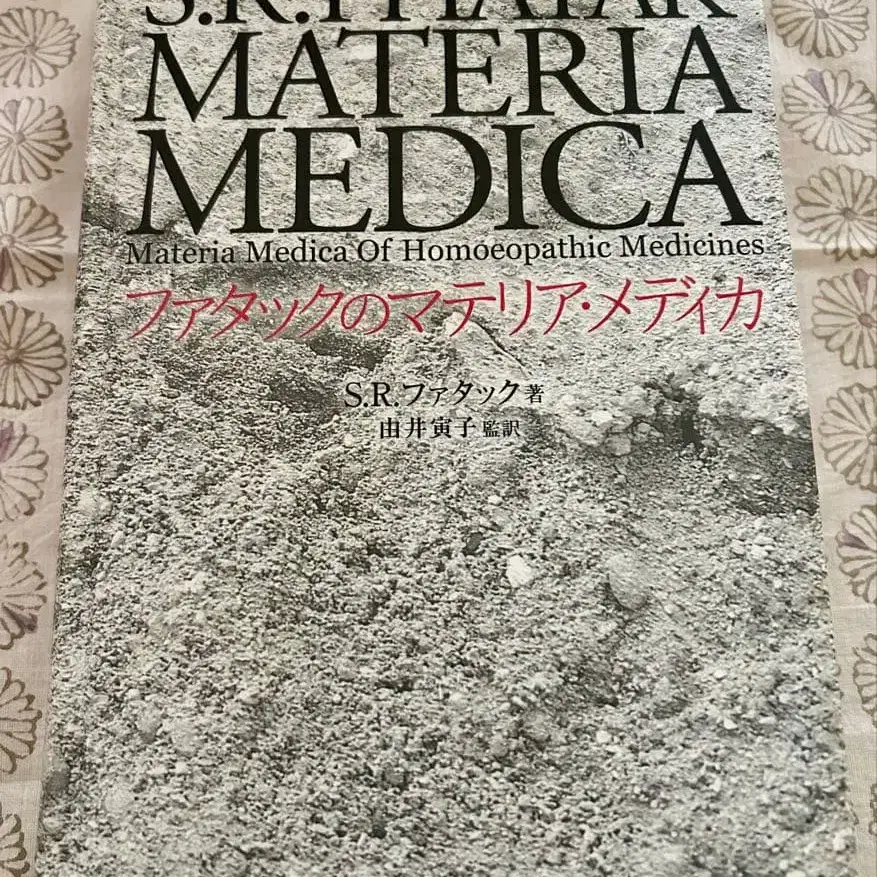 S.R.PHATAK
MATERIA
MEDICA
Materia Medica Of Homoeopathic Medicines
ファタックのマテリア・メディカ
S.R.ファタック 著
由井寅子 監訳